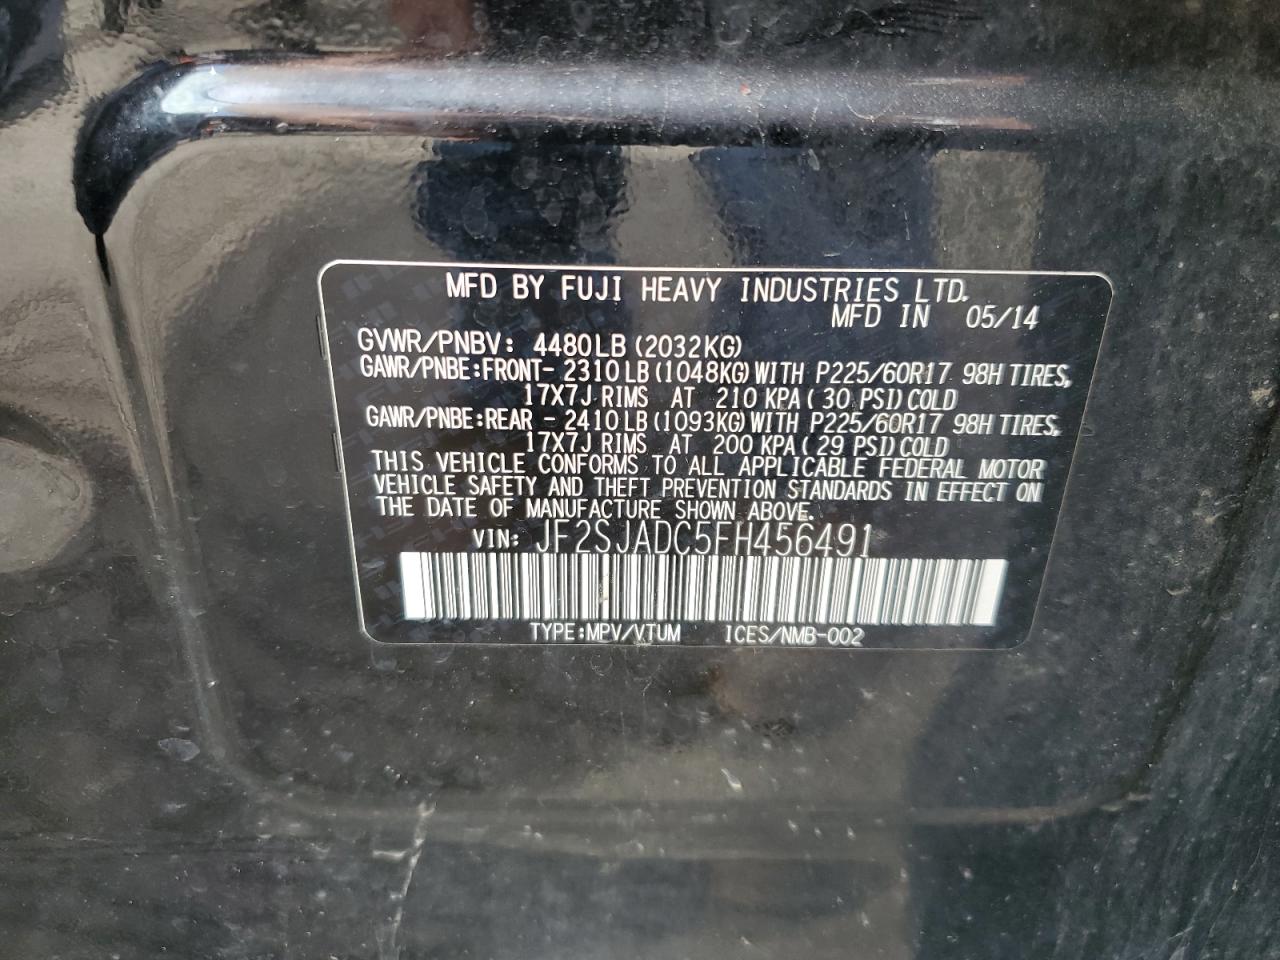 MFD BY FUJI HEAVY INDUSTRIES LTD.
MFD IN 05/14
GVWR/PNBV: 4480LB (2032KG)
GAWR/PNBE:FRONT- 2310 LB (1048KG) WITH P225/60R17 98H TIRES,
17X7J RIMS AT 210 KPA ( 30 PSI) COLD
GAWR/PNBE:REAR - 2410 LB (1093KG) WITH P225/60R17 98H TIRES,
17X7J RIMS AT 200 KPA ( 29 PSI) COLD
THIS VEHICLE CONFORMS TO ALL APPLICABLE FEDERAL MOTOR
VEHICLE SAFETY AND THEFT PREVENTION STANDARDS IN EFFECT ON
THE DATE OF MANUFACTURE SHOWN ABOVE.
VIN: JF2SJADC5FH456491
TYPE:MPV/VTUM ICES/NMB-002